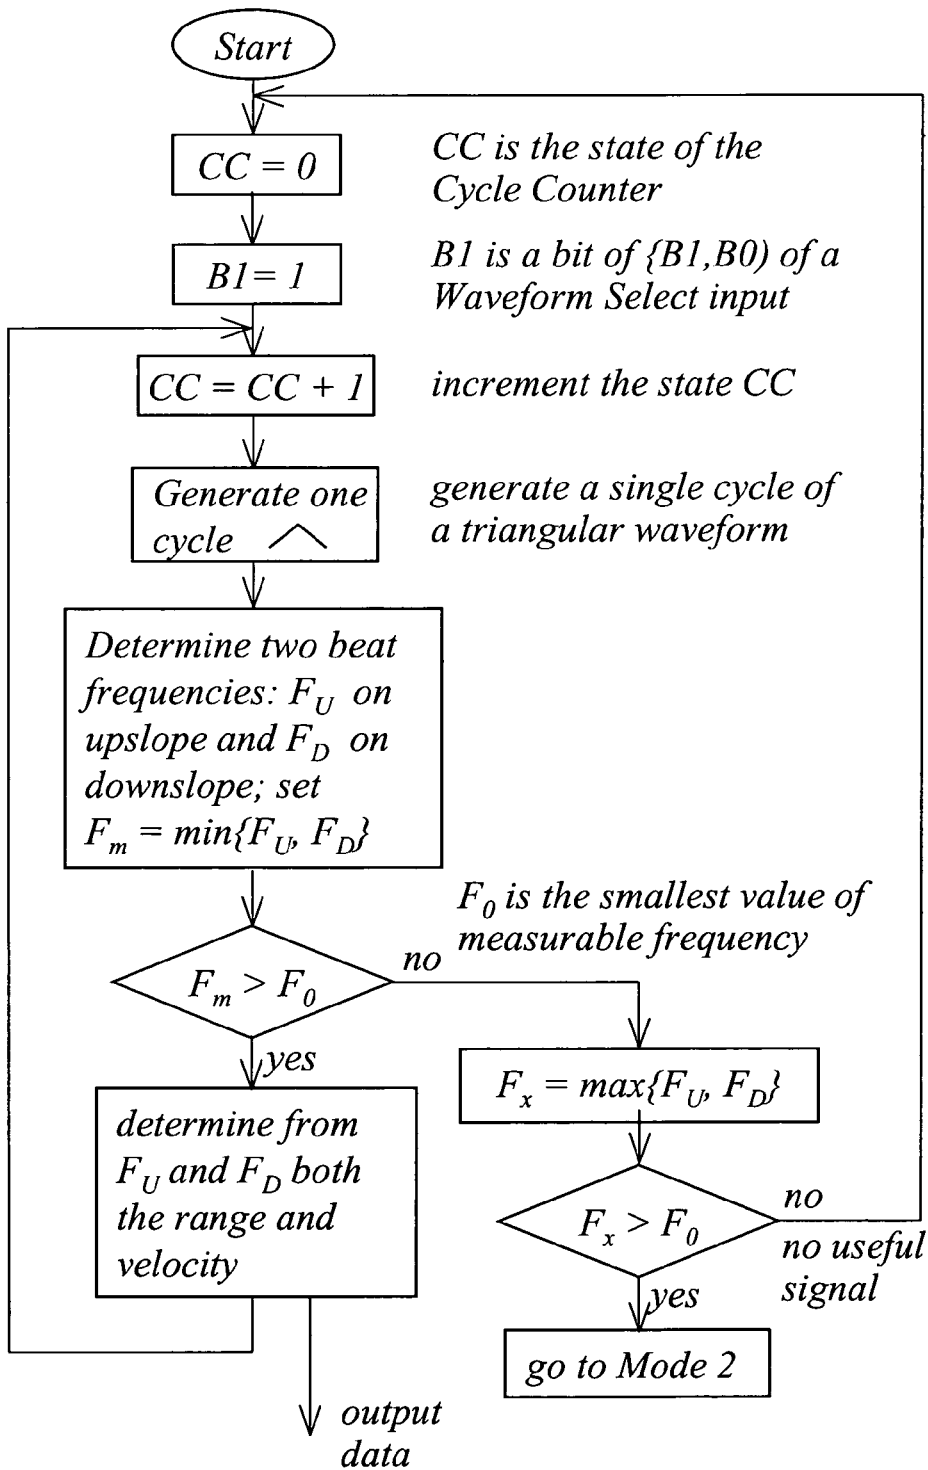 Start
CC = 0
CC is the state of the
Cycle Counter
B1= 1
B1 is a bit of {B1,B0) of a
Waveform Select input
CC = CC + 1
increment the state CC
Generate one
cycle
generate a single cycle of
a triangular waveform
Determine two beat
frequencies: F_U on
upslope and F_D on
downslope; set
F_m = min{F_U, F_D}
F_0 is the smallest value of
measurable frequency
F_m > F_0
no
yes
F_x = max{F_U, F_D}
determine from
F_U and F_D both
the range and
velocity
F_x > F_0
no
no useful
signal
yes
go to Mode 2
output
data